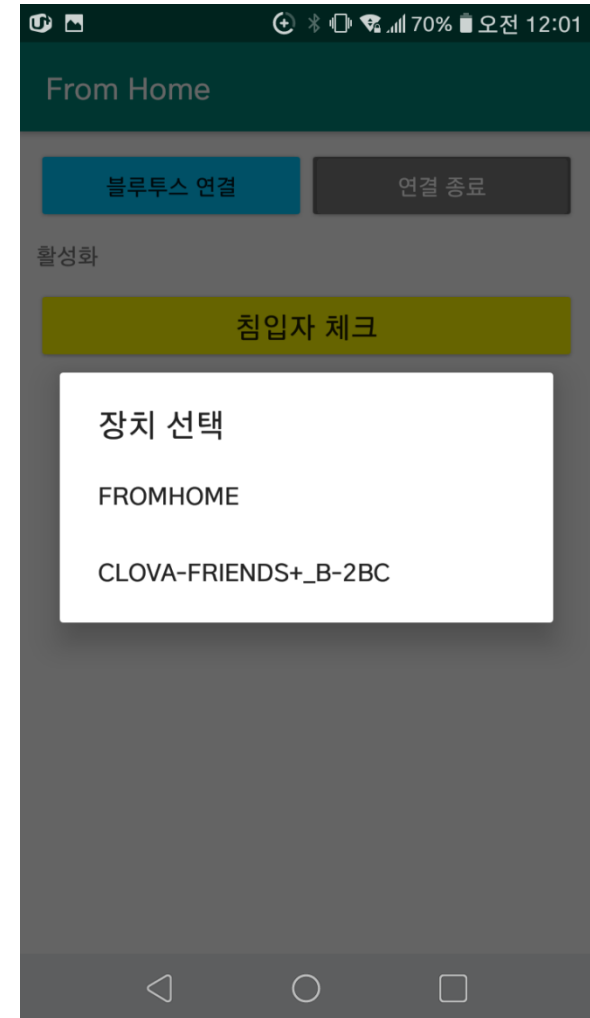 70% 오전 12:01
From Home
블루투스 연결 연결 종료
활성화
침입자 체크
장치 선택
FROMHOME
CLOVA-FRIENDS+_B-2BC